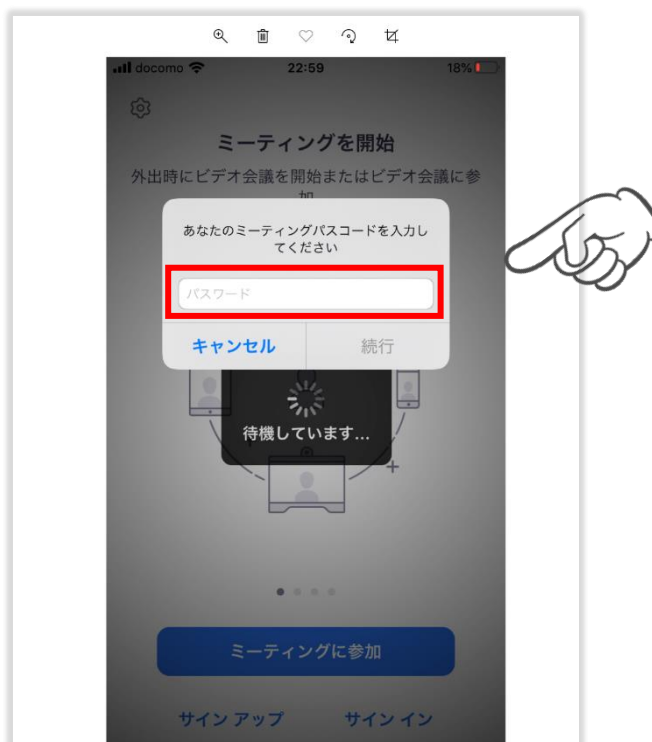 docomo 22:59 18%
ミーティングを開始
外出時にビデオ会議を開始またはビデオ会議に参
加
あなたのミーティングパスコードを入力し
てください
パスワード
キャンセル 続行
待機しています...
ミーティングに参加
サイン アップ サイン イン